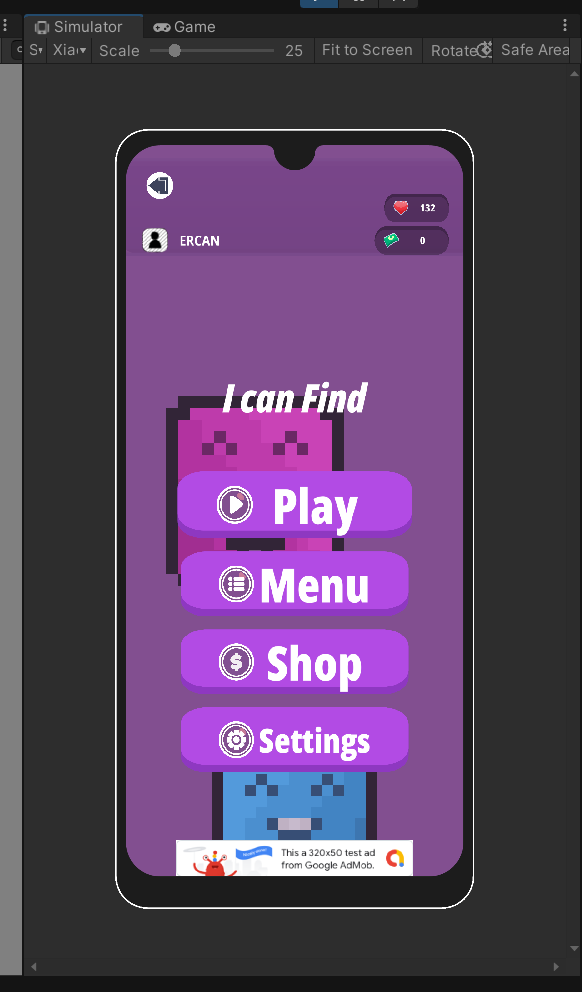 Simulator Game
S Xia Scale 25 Fit to Screen Rotate Safe Area
132
ERCAN 0
I can Find
Play
Menu
Shop
Settings
This a 320x50 test ad
from Google AdMob.